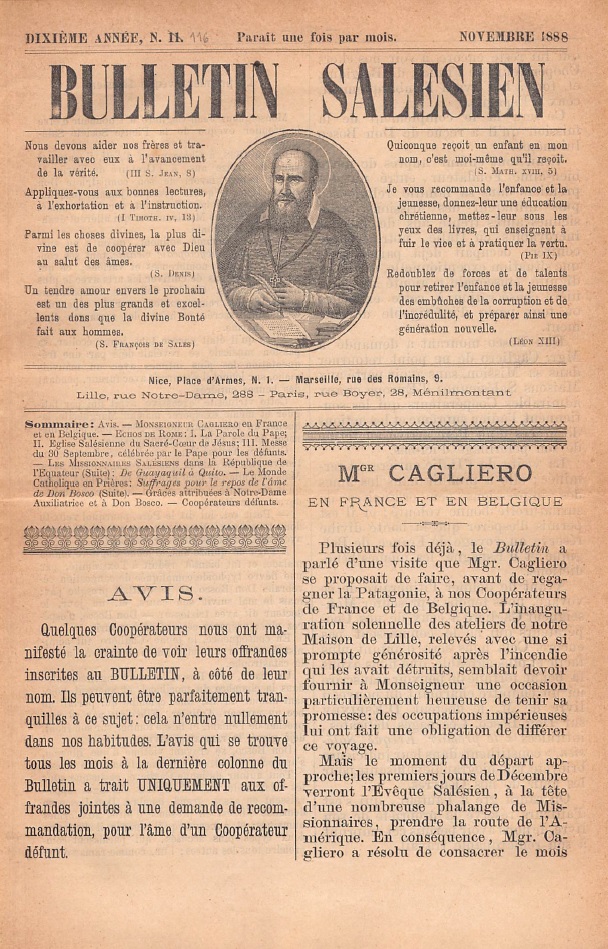 DIXIÈME ANNÉE, N. 11. 116 Paraît une fois par mois. NOVEMBRE 1888
BULLETIN SALESIEN
Nous devons aider nos frères et tra-
vailler avec eux à l'avancement
de la vérité. (III S. JEAN, 8)
Appliquez-vous aux bonnes lectures,
à l'exhortation et à l'instruction.
(I TIMOTH. IV, 13)
Parmi les choses divines, la plus di-
vine est de coopérer avec Dieu
au salut des âmes.
(S. DENIS)
Un tendre amour envers le prochain
est un des plus grands et excel-
lents dons que la divine Bonté
fait aux hommes.
(S. FRANÇOIS DE SALES)
Quiconque reçoit un enfant en mon
nom, c'est moi-même qu'il reçoit.
(S. MATH. XVIII, 5)
Je vous recommande l'enfance et la
jeunesse, donnez-leur une éducation
chrétienne, mettez-leur sous les
yeux des livres, qui enseignent à
fuir le vice et à pratiquer la vertu.
(PIE IX)
Redoublez de forces et de talents
pour retirer l'enfance et la jeunesse
des embûches de la corruption et de
l'incrédulité, et préparer ainsi une
génération nouvelle.
(LÉON XIII)
Nice, Place d'Armes, N. 1. — Marseille, rue des Romains, 9.
Lille, rue Notre-Dame, 288 - Paris, rue Boyer, 28, Ménilmontant
Sommaire: Avis. — MONSEIGNEUR CAGLIERO en France
et en Belgique. — ECHOS DE ROME: I. La Parole du Pape;
II. Eglise Salésienne du Sacré-Cœur de Jésus; III. Messe
du 30 Septembre, célébrée par le Pape pour les défunts.
— LES MISSIONNAIRES SALÉSIENS dans la République de
l'Equateur (Suite): De Guayaquil à Quito. — Le Monde
Catholique en Prières: Suffrages pour le repos de l'âme
de Don Bosco (Suite). — Grâces attribuées à Notre-Dame
Auxiliatrice et à Don Bosco. — Coopérateurs défunts.
AVIS.
Quelques Coopérateurs nous ont ma-
nifesté la crainte de voir leurs offrandes
inscrites au BULLETIN, à côté de leur
nom. Ils peuvent être parfaitement tran-
quilles à ce sujet: cela n'entre nullement
dans nos habitudes. L'avis qui se trouve
tous les mois à la dernière colonne du
Bulletin a trait UNIQUEMENT aux of-
frandes jointes à une demande de recom-
mandation, pour l'âme d'un Coopérateur
défunt.
MGR CAGLIERO
EN FRANCE ET EN BELGIQUE
Plusieurs fois déjà, le Bulletin a
parlé d'une visite que Mgr. Cagliero
se proposait de faire, avant de rega-
gner la Patagonie, à nos Coopérateurs
de France et de Belgique. L'inaugu-
ration solennelle des ateliers de notre
Maison de Lille, relevés avec une si
prompte générosité après l'incendie
qui les avait détruits, semblait devoir
fournir à Monseigneur une occasion
particulièrement heureuse de tenir sa
promesse: des occupations impérieuses
lui ont fait une obligation de différer
ce voyage.
Mais le moment du départ ap-
proche; les premiers jours de Décembre
verront l'Evêque Salésien, à la tête
d'une nombreuse phalange de Mis-
sionnaires, prendre la route de l'A-
mérique. En conséquence, Mgr. Ca-
gliero a résolu de consacrer le mois